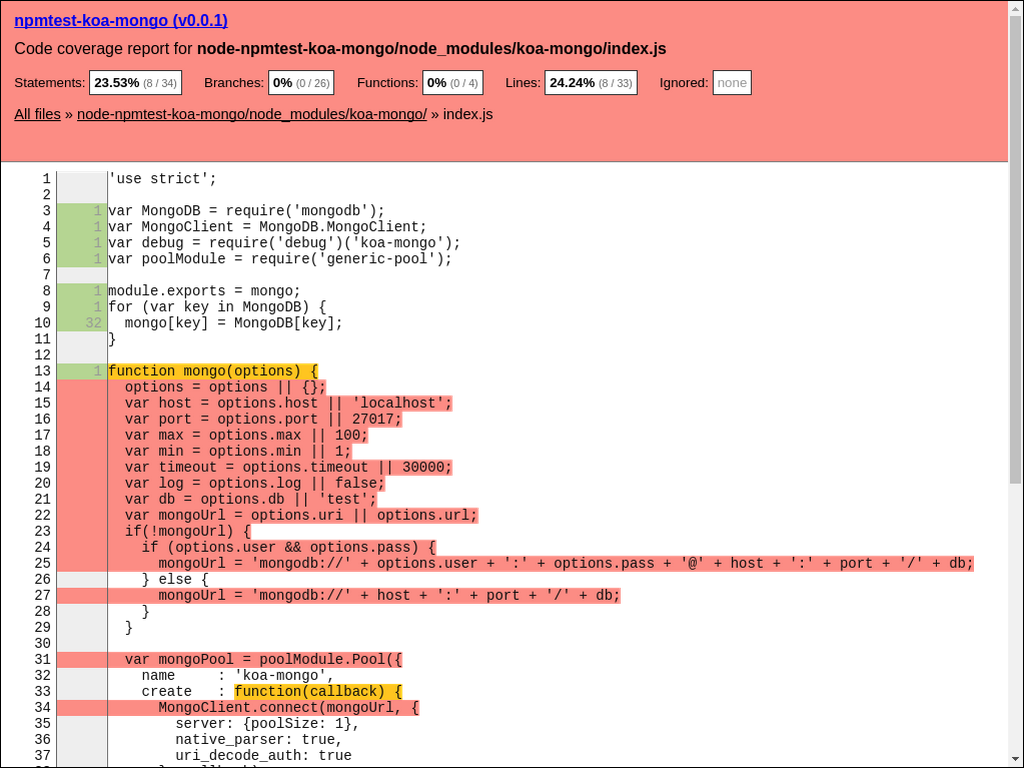 npmtest-koa-mongo (v0.0.1)
Code coverage report for node-npmtest-koa-mongo/node_modules/koa-mongo/index.js
Statements: 23.53% (8 / 34) Branches: 0% (0 / 26) Functions: 0% (0 / 4) Lines: 24.24% (8 / 33) Ignored: none
All files » node-npmtest-koa-mongo/node_modules/koa-mongo/ » index.js
1 'use strict';
2
3 1 var MongoDB = require('mongodb');
4 1 var MongoClient = MongoDB.MongoClient;
5 1 var debug = require('debug')('koa-mongo');
6 1 var poolModule = require('generic-pool');
7
8 1 module.exports = mongo;
9 1 for (var key in MongoDB) {
10 32   mongo[key] = MongoDB[key];
11 }
12
13 1 function mongo(options) {
14   options = options || {};
15   var host = options.host || 'localhost';
16   var port = options.port || 27017;
17   var max = options.max || 100;
18   var min = options.min || 1;
19   var timeout = options.timeout || 30000;
20   var log = options.log || false;
21   var db = options.db || 'test';
22   var mongoUrl = options.uri || options.url;
23   if(!mongoUrl) {
24     if (options.user && options.pass) {
25       mongoUrl = 'mongodb://' + options.user + ':' + options.pass + '@' + host + ':' + port + '/' + db;
26     } else {
27       mongoUrl = 'mongodb://' + host + ':' + port + '/' + db;
28     }
29   }
30
31   var mongoPool = poolModule.Pool({
32     name     : 'koa-mongo',
33     create   : function(callback) {
34       MongoClient.connect(mongoUrl, {
35         server: {poolSize: 1},
36         native_parser: true,
37         uri_decode_auth: true